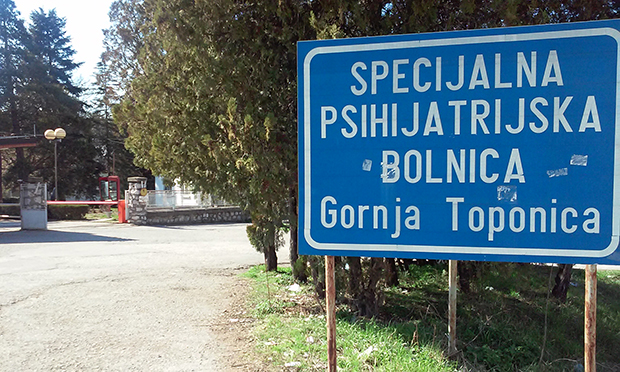 SPECIJALNA
PSIHIJATRIJSKA
BOLNICA
Gornja Toponica